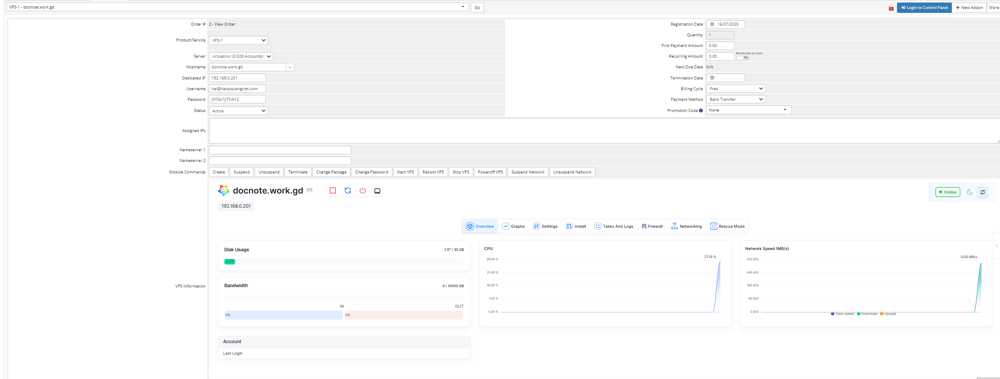 VPS-1 - docnote.work.gd
Go
Login to Control Panel
+ New Addon
More
Order # 2 - View Order
Product/Service VPS-1
Server virtualizor (2/200 Accounts)
Hostname docnote.work.gd
Dedicated IP 192.168.0.201
Username hai@haopquangviet.com
Password jhTGx1Ji7]-H12
Status Active
Registration Date 16/07/2025
Quantity 1
First Payment Amount 0.00
Recurring Amount 0.00 Recalculate on Save No
Next Due Date N/A
Termination Date
Billing Cycle Free
Payment Method Bank Transfer
Promotion Code None
Assigned IPs
Nameserver 1
Nameserver 2
Module Commands Create Suspend Unsuspend Terminate Change Package Change Password Start VPS Reboot VPS Stop VPS Poweroff VPS Suspend Network Unsuspend Network
VPS Information
docnote.work.gd
Online
192.168.0.201
Overview Graphs Settings Install Tasks And Logs Firewall Networking Rescue Mode
Disk Usage 1.37 / 30 GB
4.56
Bandwidth 0 / 10000 GB
IN OUT
0% 0%
Account
Last Login
CPU
27.19 %
28.00 %
21.00 %
14.00 %
7.00 %
0.00 %
Network Speed (MB/s)
0.00 MB/s
320 B/S
240 B/S
160 B/S
80 B/S
0 B/S
Total speed Download Upload